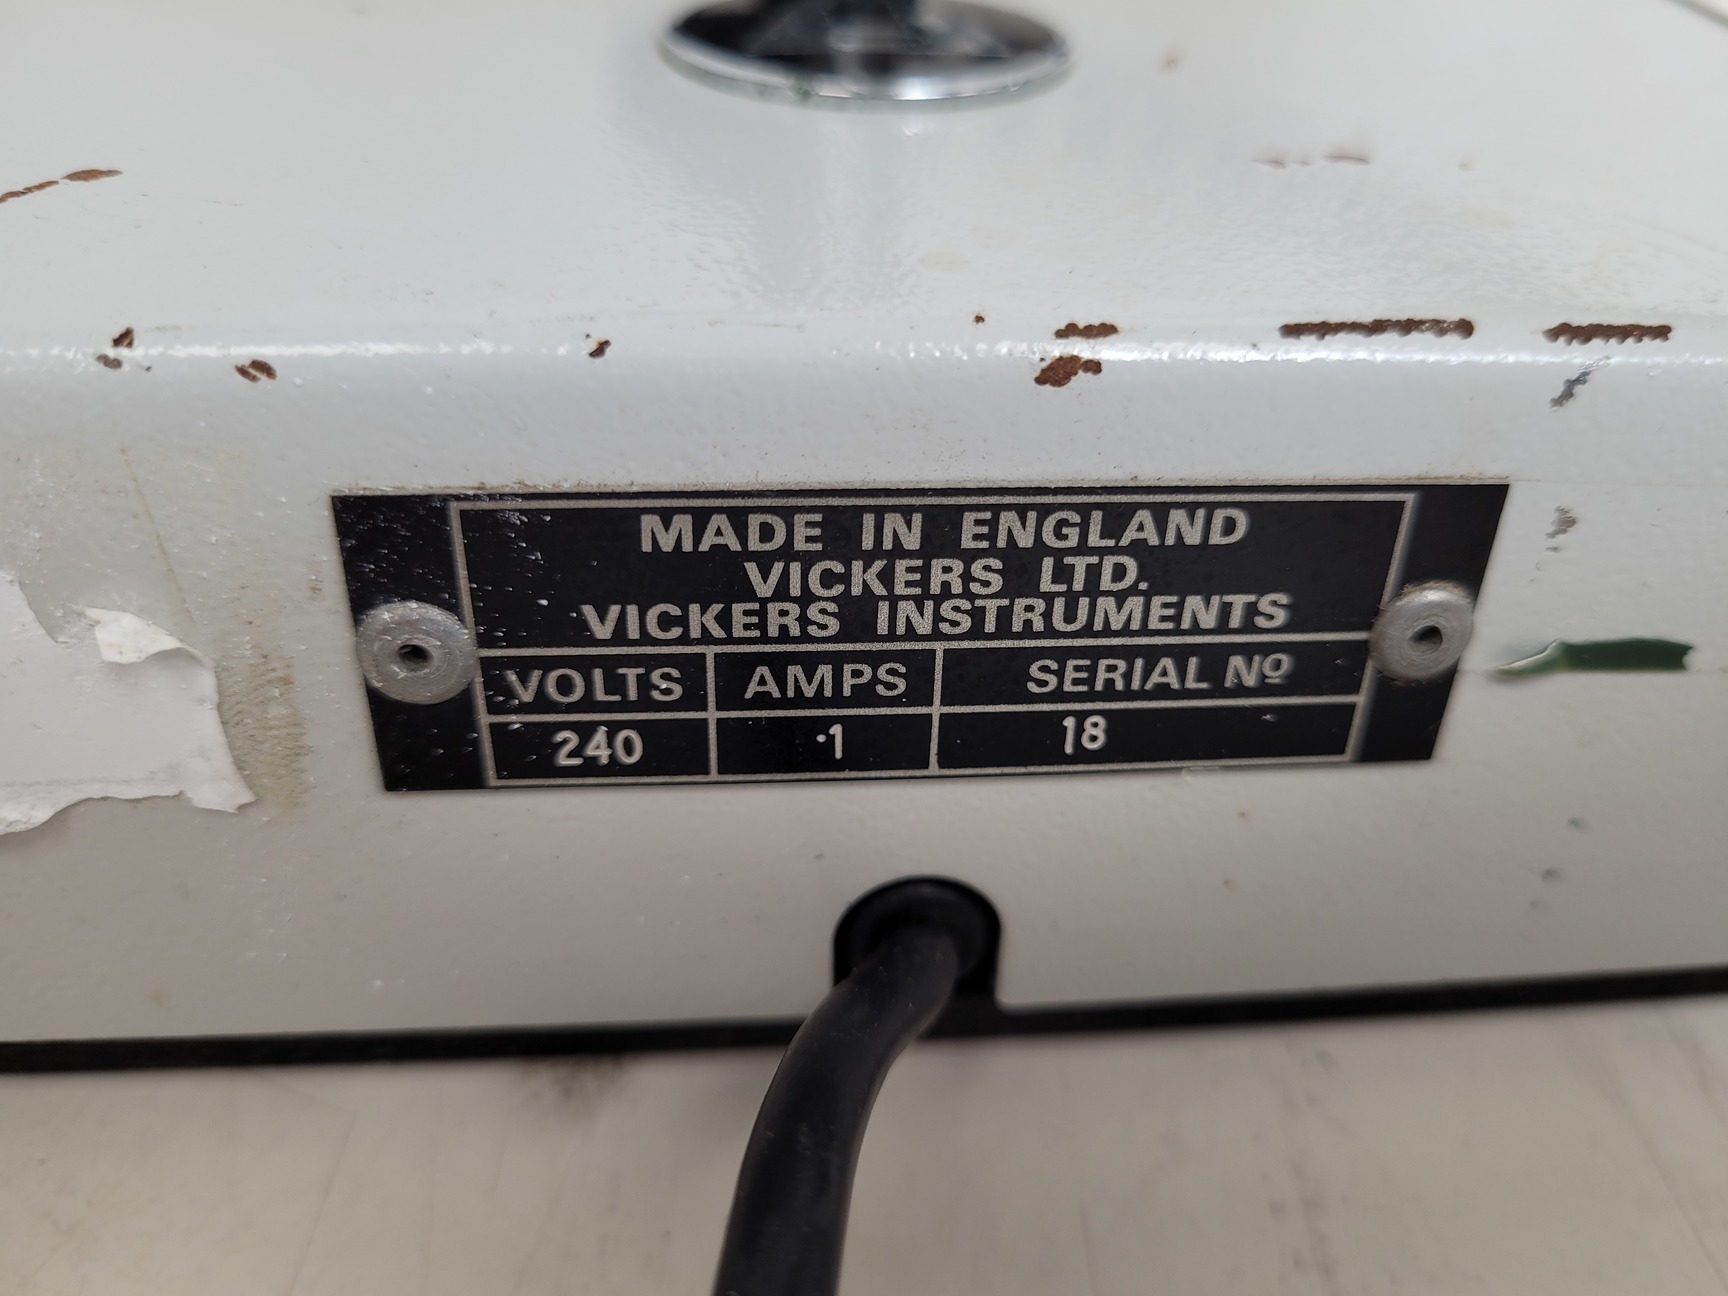 MADE IN ENGLAND
VICKERS LTD.
VICKERS INSTRUMENTS
VOLTS AMPS SERIAL Nº
240 .1 18